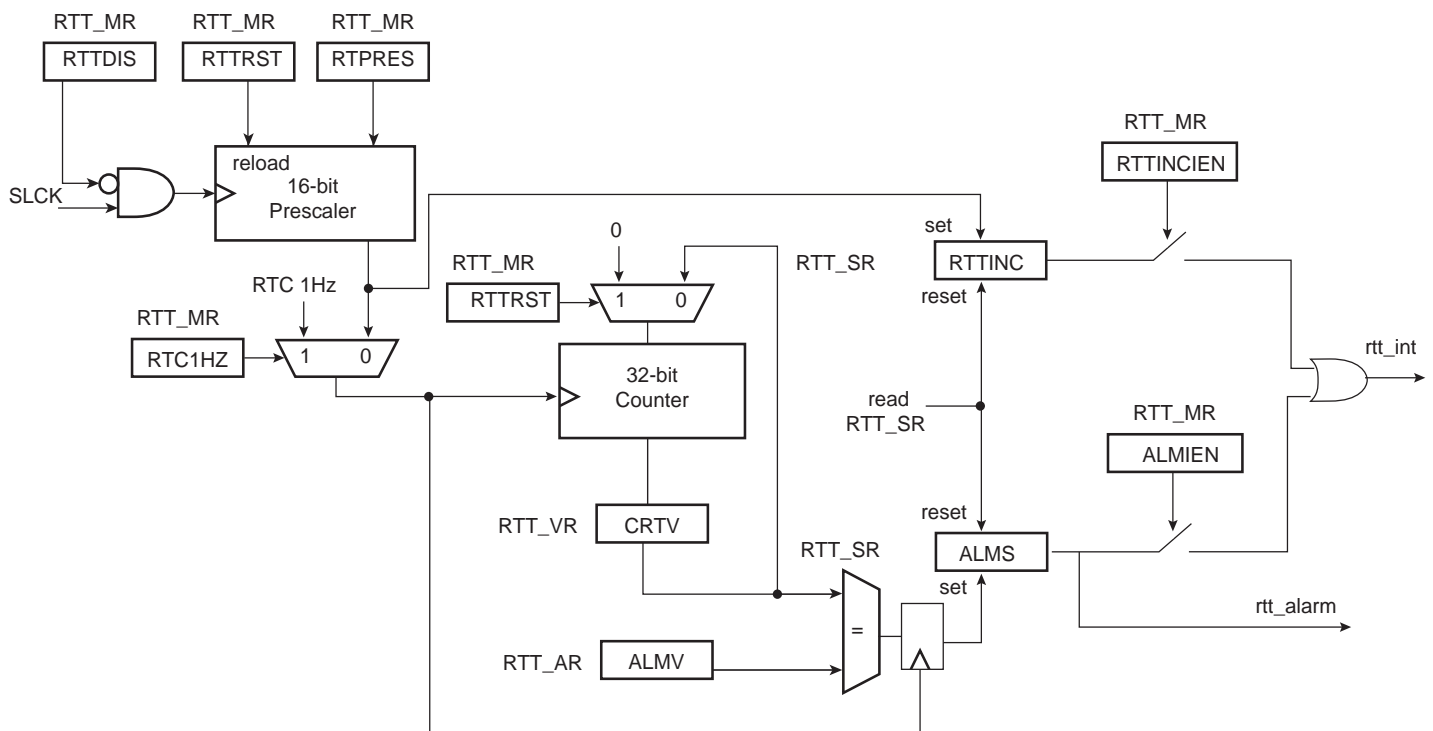 RTT_MR
RTT_MR
RTT_MR
RTTDIS
RTTRST
RTPRES
RTT_MR
reload
RTTINCIEN
16-bit
Prescaler
SLCK
0
set
RTT_MR
RTT_SR
RTTINC
RTC 1Hz
RTTRST
1
0
reset
RTT_MR
RTC1HZ
1
0
rtt_int
32-bit
Counter
read
RTT_SR
RTT_MR
ALMIEN
reset
RTT_VR
CRTV
RTT_SR
ALMS
set
rtt_alarm
=
RTT_AR
ALMV